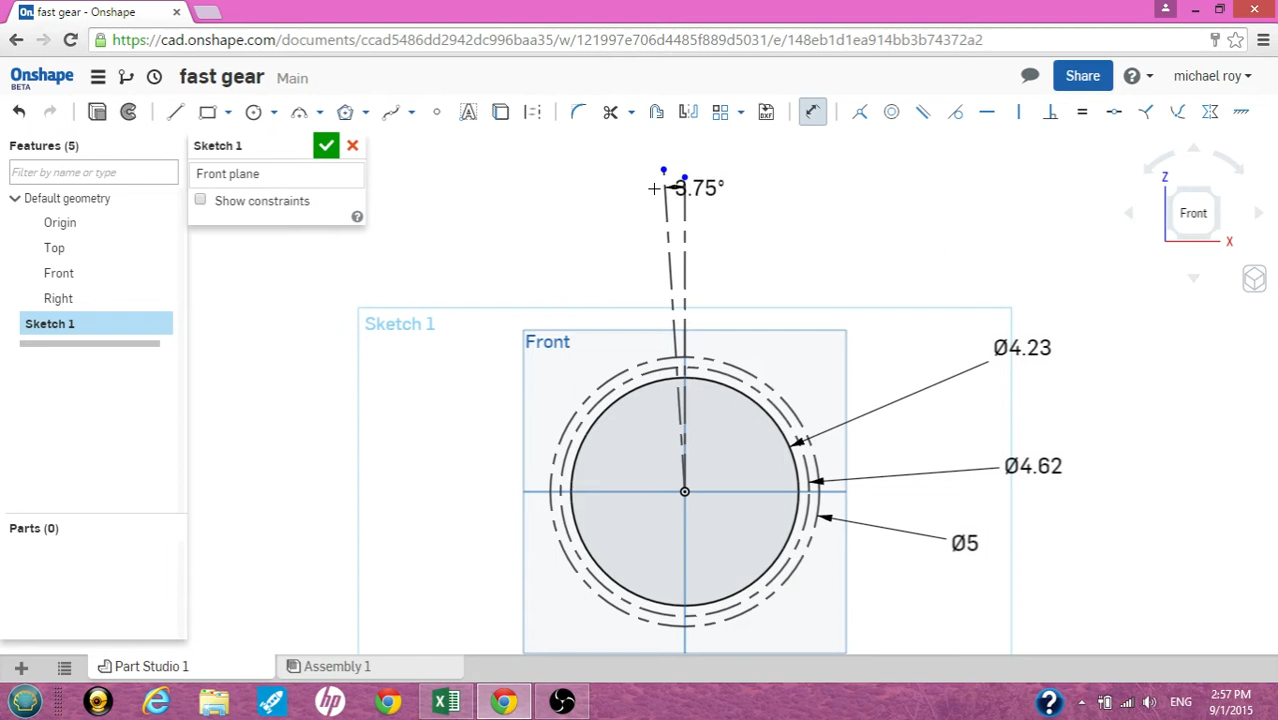 On. fast gear - Onshape
https://cad.onshape.com/documents/ccad5486dd2942dc996baa35/w/121997e706d4485f889d5031/e/148eb1d1ea914bb3b74372a2
Onshape
BETA
fast gear Main
Share
michael roy
Features (5)
Filter by name or type
Default geometry
Origin
Top
Front
Right
Sketch 1
Parts (0)
Sketch 1
Front plane
Show constraints
3.75°
Sketch 1
Front
Ø4.23
Ø4.62
Ø5
Z
Front
X
Part Studio 1
Assembly 1
ENG
2:57 PM
9/1/2015